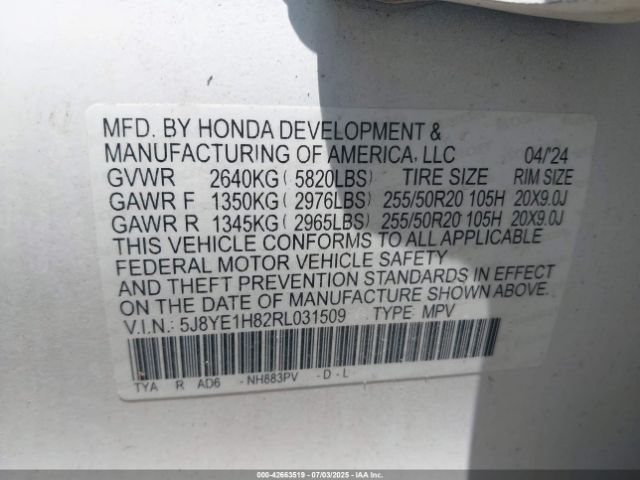 MFD. BY HONDA DEVELOPMENT &
MANUFACTURING OF AMERICA, LLC 04/'24
GVWR 2640KG( 5820LBS) TIRE SIZE RIM SIZE
GAWR F 1350KG( 2976LBS) 255/50R20 105H 20X9.0J
GAWR R 1345KG( 2965LBS) 255/50R20 105H 20X9.0J
THIS VEHICLE CONFORMS TO ALL APPLICABLE
FEDERAL MOTOR VEHICLE SAFETY
AND THEFT PREVENTION STANDARDS IN EFFECT
ON THE DATE OF MANUFACTURE SHOWN ABOVE.
V.I.N.: 5J8YE1H82RL031509 TYPE: MPV
TYA R AD6 -NH883PV -D-L
000-42663519 | 07/03/2025 | IAAI.COM